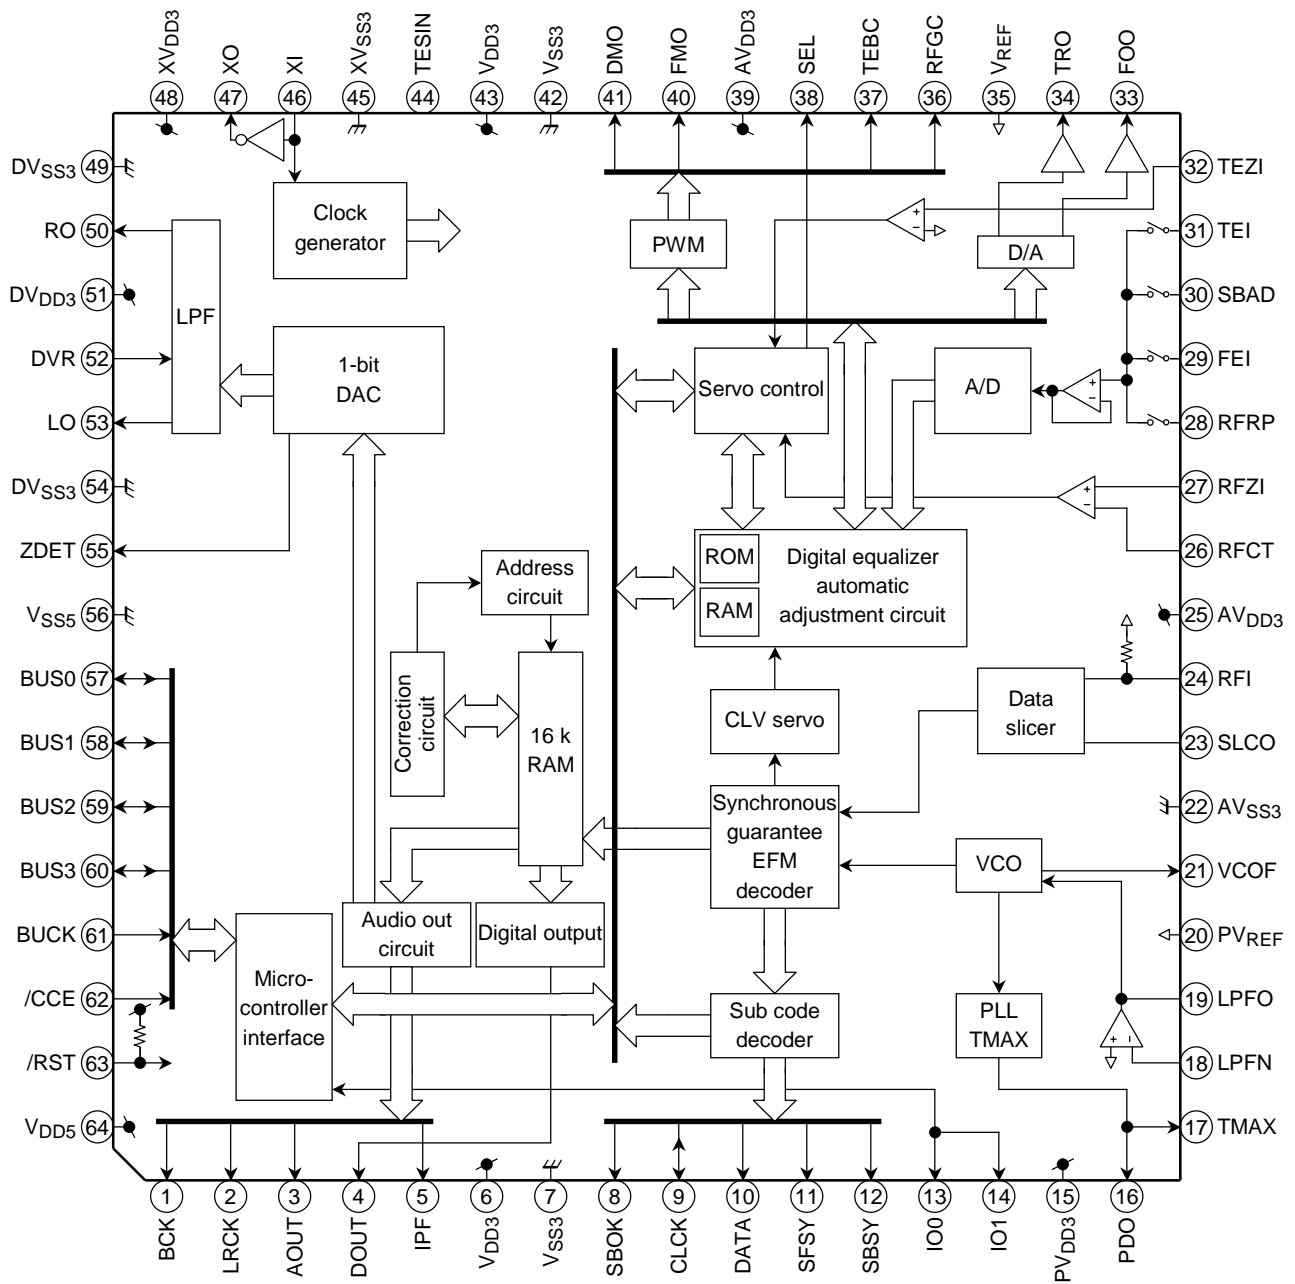 XVDD3
XO
XI
XVSS3
TESIN
VDD3
VSS3
DMO
FMO
AVDD3
SEL
TEBC
RFGC
VREF
TRO
FOO
48
47
46
45
44
43
42
41
40
39
38
37
36
35
34
33
DVSS3 49
RO 50
DVDD3 51
DVR 52
LO 53
DVSS3 54
ZDET 55
VSS5 56
BUS0 57
BUS1 58
BUS2 59
BUS3 60
BUCK 61
/CCE 62
/RST 63
VDD5 64
Clock
generator
LPF
1-bit
DAC
PWM
D/A
+
−
Servo control
A/D
+
−
+
−
ROM
RAM
Digital equalizer
automatic
adjustment circuit
Address
circuit
Correction
circuit
16 k
RAM
CLV servo
Data
slicer
Synchronous
guarantee
EFM
decoder
VCO
Audio out
circuit
Digital output
Micro-
controller
interface
Sub code
decoder
PLL
TMAX
+
−
32 TEZI
31 TEI
30 SBAD
29 FEI
28 RFRP
27 RFZI
26 RFCT
25 AVDD3
24 RFI
23 SLCO
22 AVSS3
21 VCOF
20 PVREF
19 LPFO
18 LPFN
17 TMAX
1
2
3
4
5
6
7
8
9
10
11
12
13
14
15
16
BCK
LRCK
AOUT
DOUT
IPF
VDD3
VSS3
SBOK
CLCK
DATA
SFSY
SBSY
IO0
IO1
PVDD3
PDO